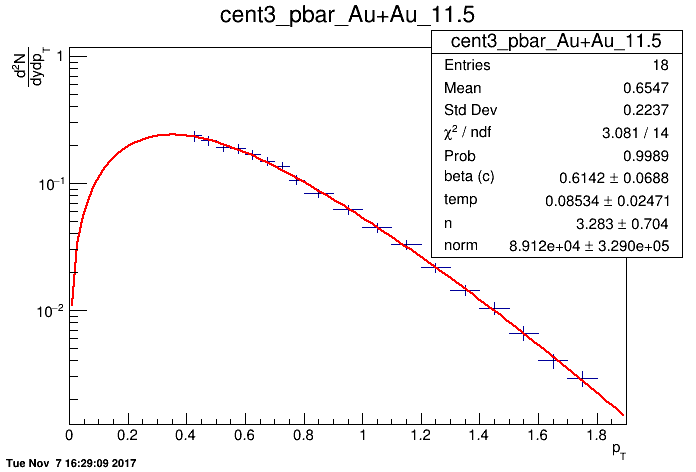 cent3_pbar_Au+Au_11.5
d²N
dydp_T
cent3_pbar_Au+Au_11.5
Entries 18
Mean 0.6547
Std Dev 0.2237
χ² / ndf 3.081 / 14
Prob 0.9989
beta (c) 0.6142 ± 0.0688
temp 0.08534 ± 0.02471
n 3.283 ± 0.704
norm 8.912e+04 ± 3.290e+05
1
10⁻¹
10⁻²
0 0.2 0.4 0.6 0.8 1 1.2 1.4 1.6 1.8
p_T
Tue Nov 7 16:29:09 2017